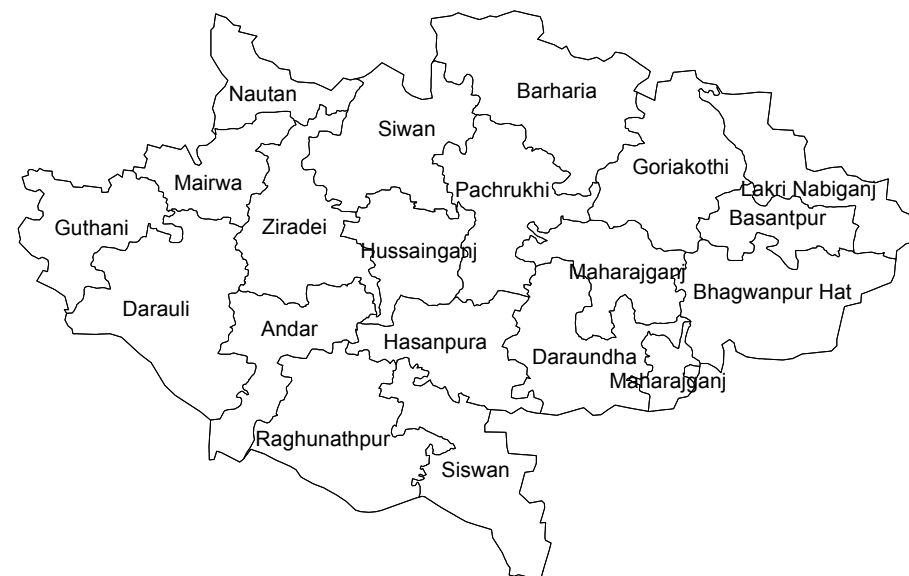 Nautan
Barharia
Siwan
Goriakothi
Mairwa
Pachrukhi
Lakri Nabiganj
Basantpur
Guthani
Ziradei
Hussainganj
Maharajganj
Bhagwanpur Hat
Darauli
Andar
Hasanpura
Daraundha
Maharajganj
Raghunathpur
Siswan